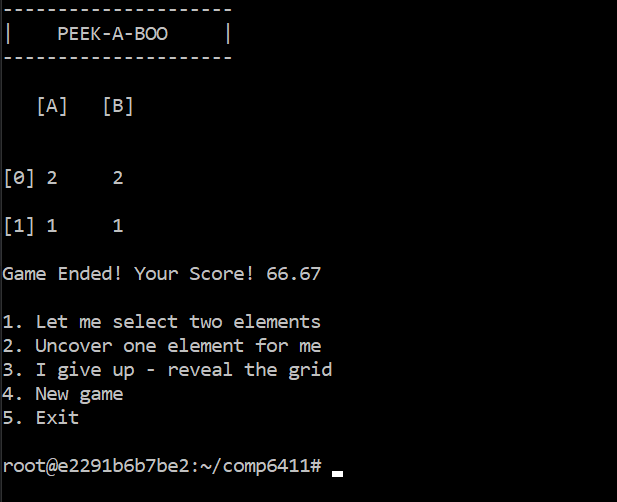 ---------------------
|    PEEK-A-BOO     |
---------------------
[A]   [B]
[0] 2     2
[1] 1     1
Game Ended! Your Score! 66.67
1. Let me select two elements
2. Uncover one element for me
3. I give up - reveal the grid
4. New game
5. Exit
root@e2291b6b7be2:~/comp6411#